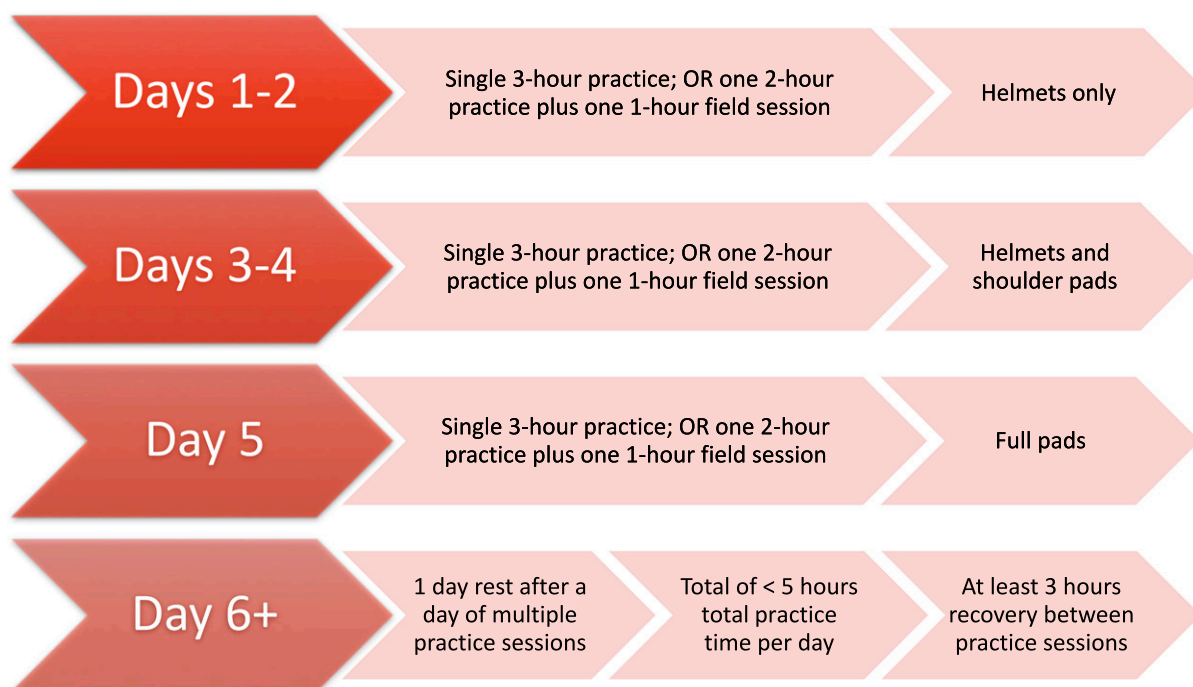 Days 1-2
Single 3-hour practice; OR one 2-hour
practice plus one 1-hour field session
Helmets only
Days 3-4
Single 3-hour practice; OR one 2-hour
practice plus one 1-hour field session
Helmets and
shoulder pads
Day 5
Single 3-hour practice; OR one 2-hour
practice plus one 1-hour field session
Full pads
Day 6+
1 day rest after a
day of multiple
practice sessions
Total of < 5 hours
total practice
time per day
At least 3 hours
recovery between
practice sessions